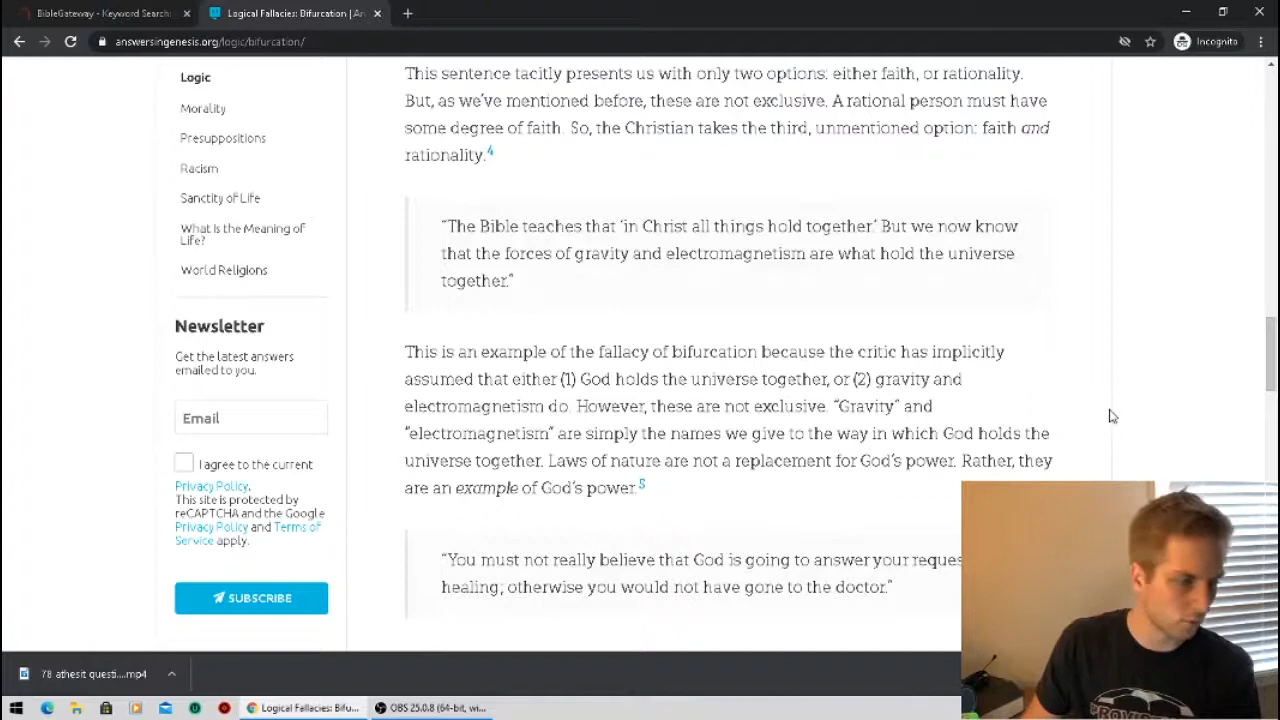 BibleGateway - Keyword Search:
Logical Fallacies: Bifurcation | An
answersingenesis.org/logic/bifurcation/
Incognito
Logic
Morality
Presuppositions
Racism
Sanctity of Life
What Is the Meaning of
Life?
World Religions
Newsletter
Get the latest answers
emailed to you.
Email
I agree to the current
Privacy Policy.
This site is protected by
reCAPTCHA and the Google
Privacy Policy and Terms of
Service apply.
SUBSCRIBE
This sentence tacitly presents us with only two options: either faith, or rationality.
But, as we’ve mentioned before, these are not exclusive. A rational person must have
some degree of faith. So, the Christian takes the third, unmentioned option: faith and
rationality.4
“The Bible teaches that ‘in Christ all things hold together.’ But we now know
that the forces of gravity and electromagnetism are what hold the universe
together.”
This is an example of the fallacy of bifurcation because the critic has implicitly
assumed that either (1) God holds the universe together, or (2) gravity and
electromagnetism do. However, these are not exclusive. “Gravity” and
“electromagnetism” are simply the names we give to the way in which God holds the
universe together. Laws of nature are not a replacement for God’s power. Rather, they
are an example of God’s power.5
“You must not really believe that God is going to answer your reques
healing; otherwise you would not have gone to the doctor.”
78 athesit questi....mp4
Logical Fallacies: Bifu...
OBS 25.0.8 (64-bit, wi...